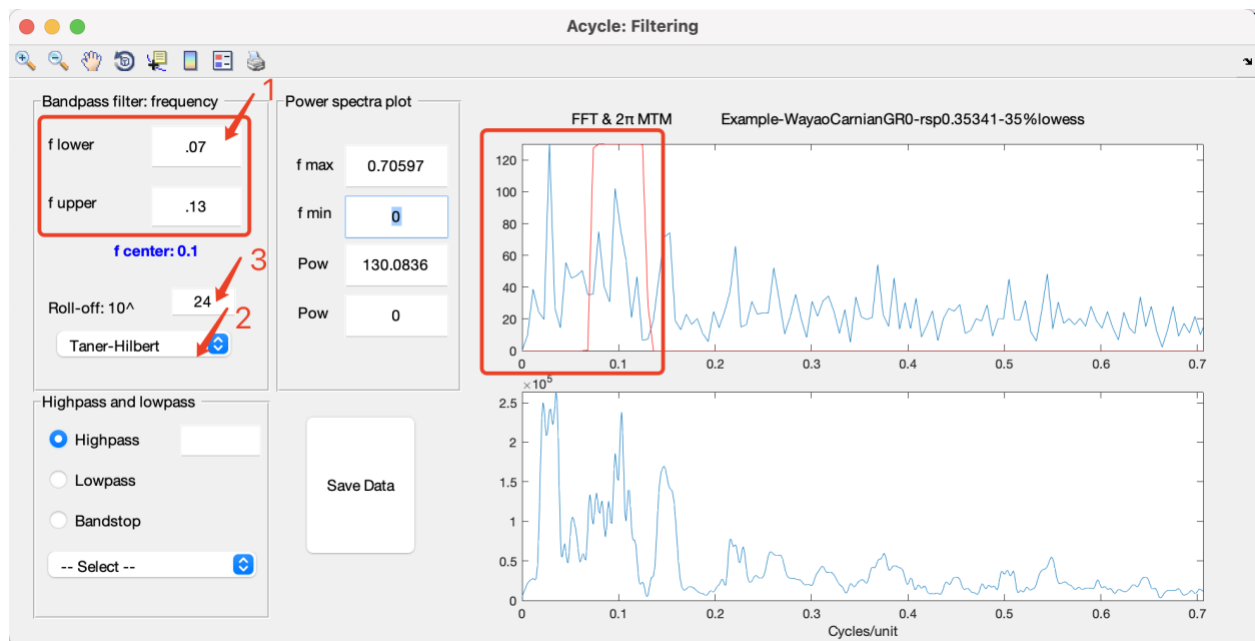 Acycle: Filtering
Bandpass filter: frequency
1
f lower
.07
f upper
.13
f center: 0.1
3
Roll-off: 10^
24
2
Taner-Hilbert
Power spectra plot
f max
0.70597
f min
0
Pow
130.0836
Pow
0
Highpass and lowpass
Highpass
Lowpass
Bandstop
-- Select --
Save Data
FFT & 2π MTM
Example-WayaoCarnianGR0-rsp0.35341-35%lowess
120
100
80
60
40
20
0
0 0.1 0.2 0.3 0.4 0.5 0.6 0.7
×10⁵
2.5
2
1.5
1
0.5
0
0 0.1 0.2 0.3 0.4 0.5 0.6 0.7
Cycles/unit